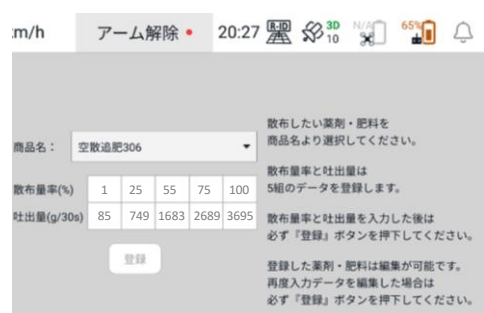 km/h アーム解除 20:27 R-ID 3D 10 N/A 65%
商品名： 空散追肥306
散布量率(%) 1 25 55 75 100
吐出量(g/30s) 85 749 1683 2689 3695
登録
散布したい薬剤・肥料を
商品名より選択してください。
散布量率と吐出量は
5組のデータを登録します。
散布量率と吐出量を入力した後は
必ず『登録』ボタンを押下してください。
登録した薬剤・肥料は編集が可能です。
再度入力データを編集した場合は
必ず『登録』ボタンを押下してください。